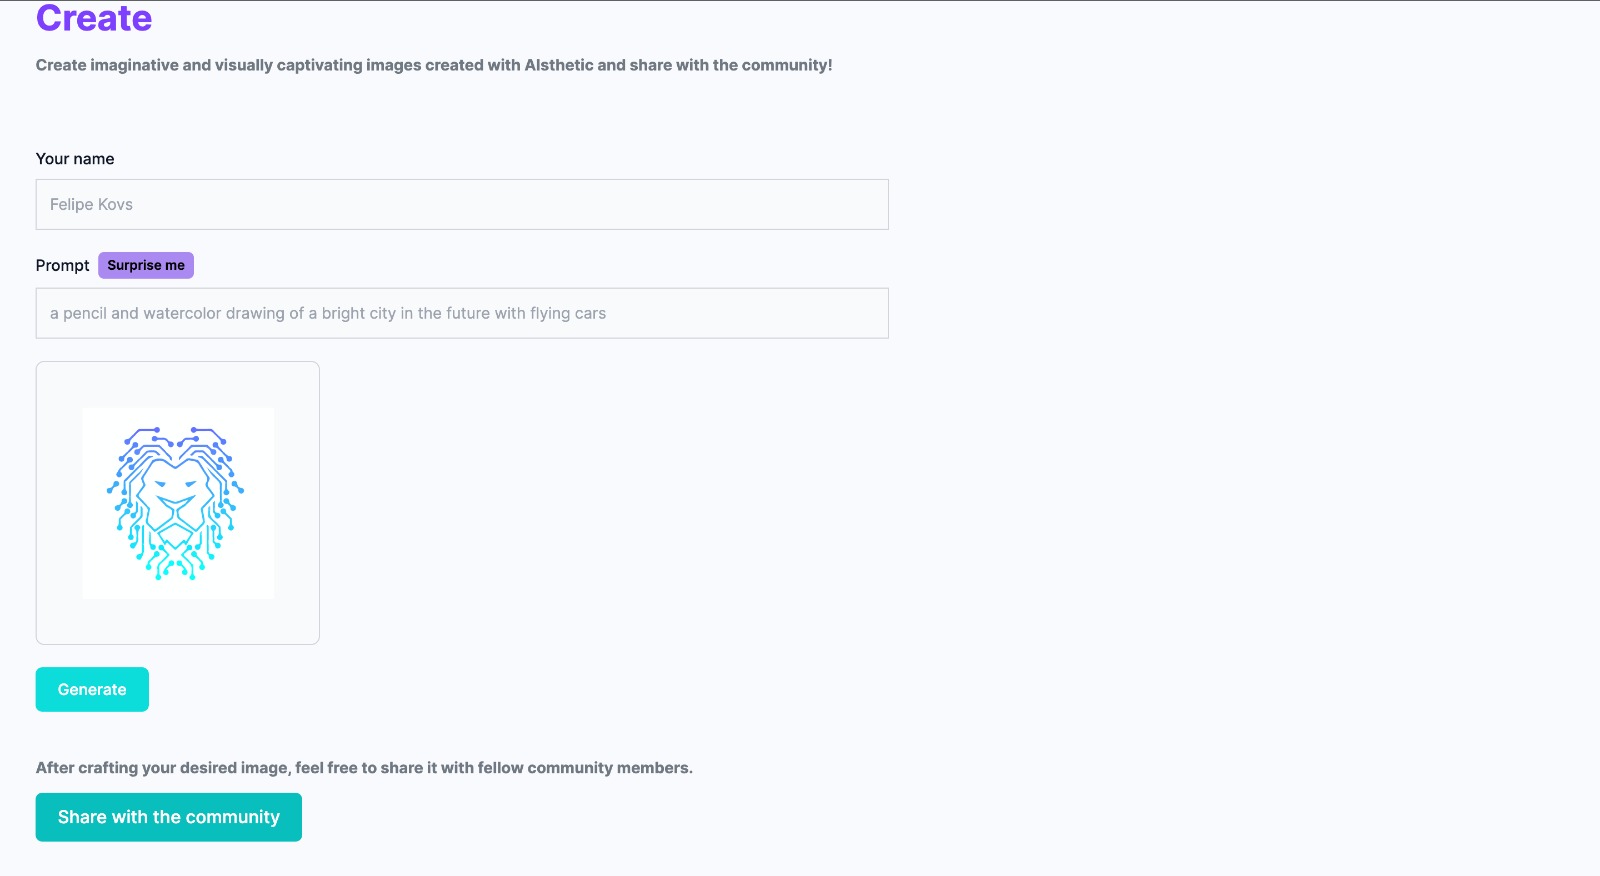 Create
Create imaginative and visually captivating images created with AIsthetic and share with the community!
Your name
Felipe Kovs
Prompt Surprise me
a pencil and watercolor drawing of a bright city in the future with flying cars
Generate
After crafting your desired image, feel free to share it with fellow community members.
Share with the community